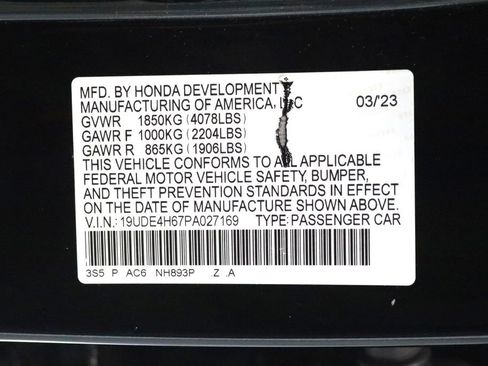 MFD. BY HONDA DEVELOPMENT
MANUFACTURING OF AMERICA, LLC 03/23
GVWR 1850KG (4078LBS)
GAWR F 1000KG (2204LBS)
GAWR R 865KG (1906LBS)
THIS VEHICLE CONFORMS TO ALL APPLICABLE
FEDERAL MOTOR VEHICLE SAFETY, BUMPER,
AND THEFT PREVENTION STANDARDS IN EFFECT
ON THE DATE OF MANUFACTURE SHOWN ABOVE.
V.I.N.: 19UDE4H67PA027169 TYPE: PASSENGER CAR
3S5 P AC6 NH893P .Z .A